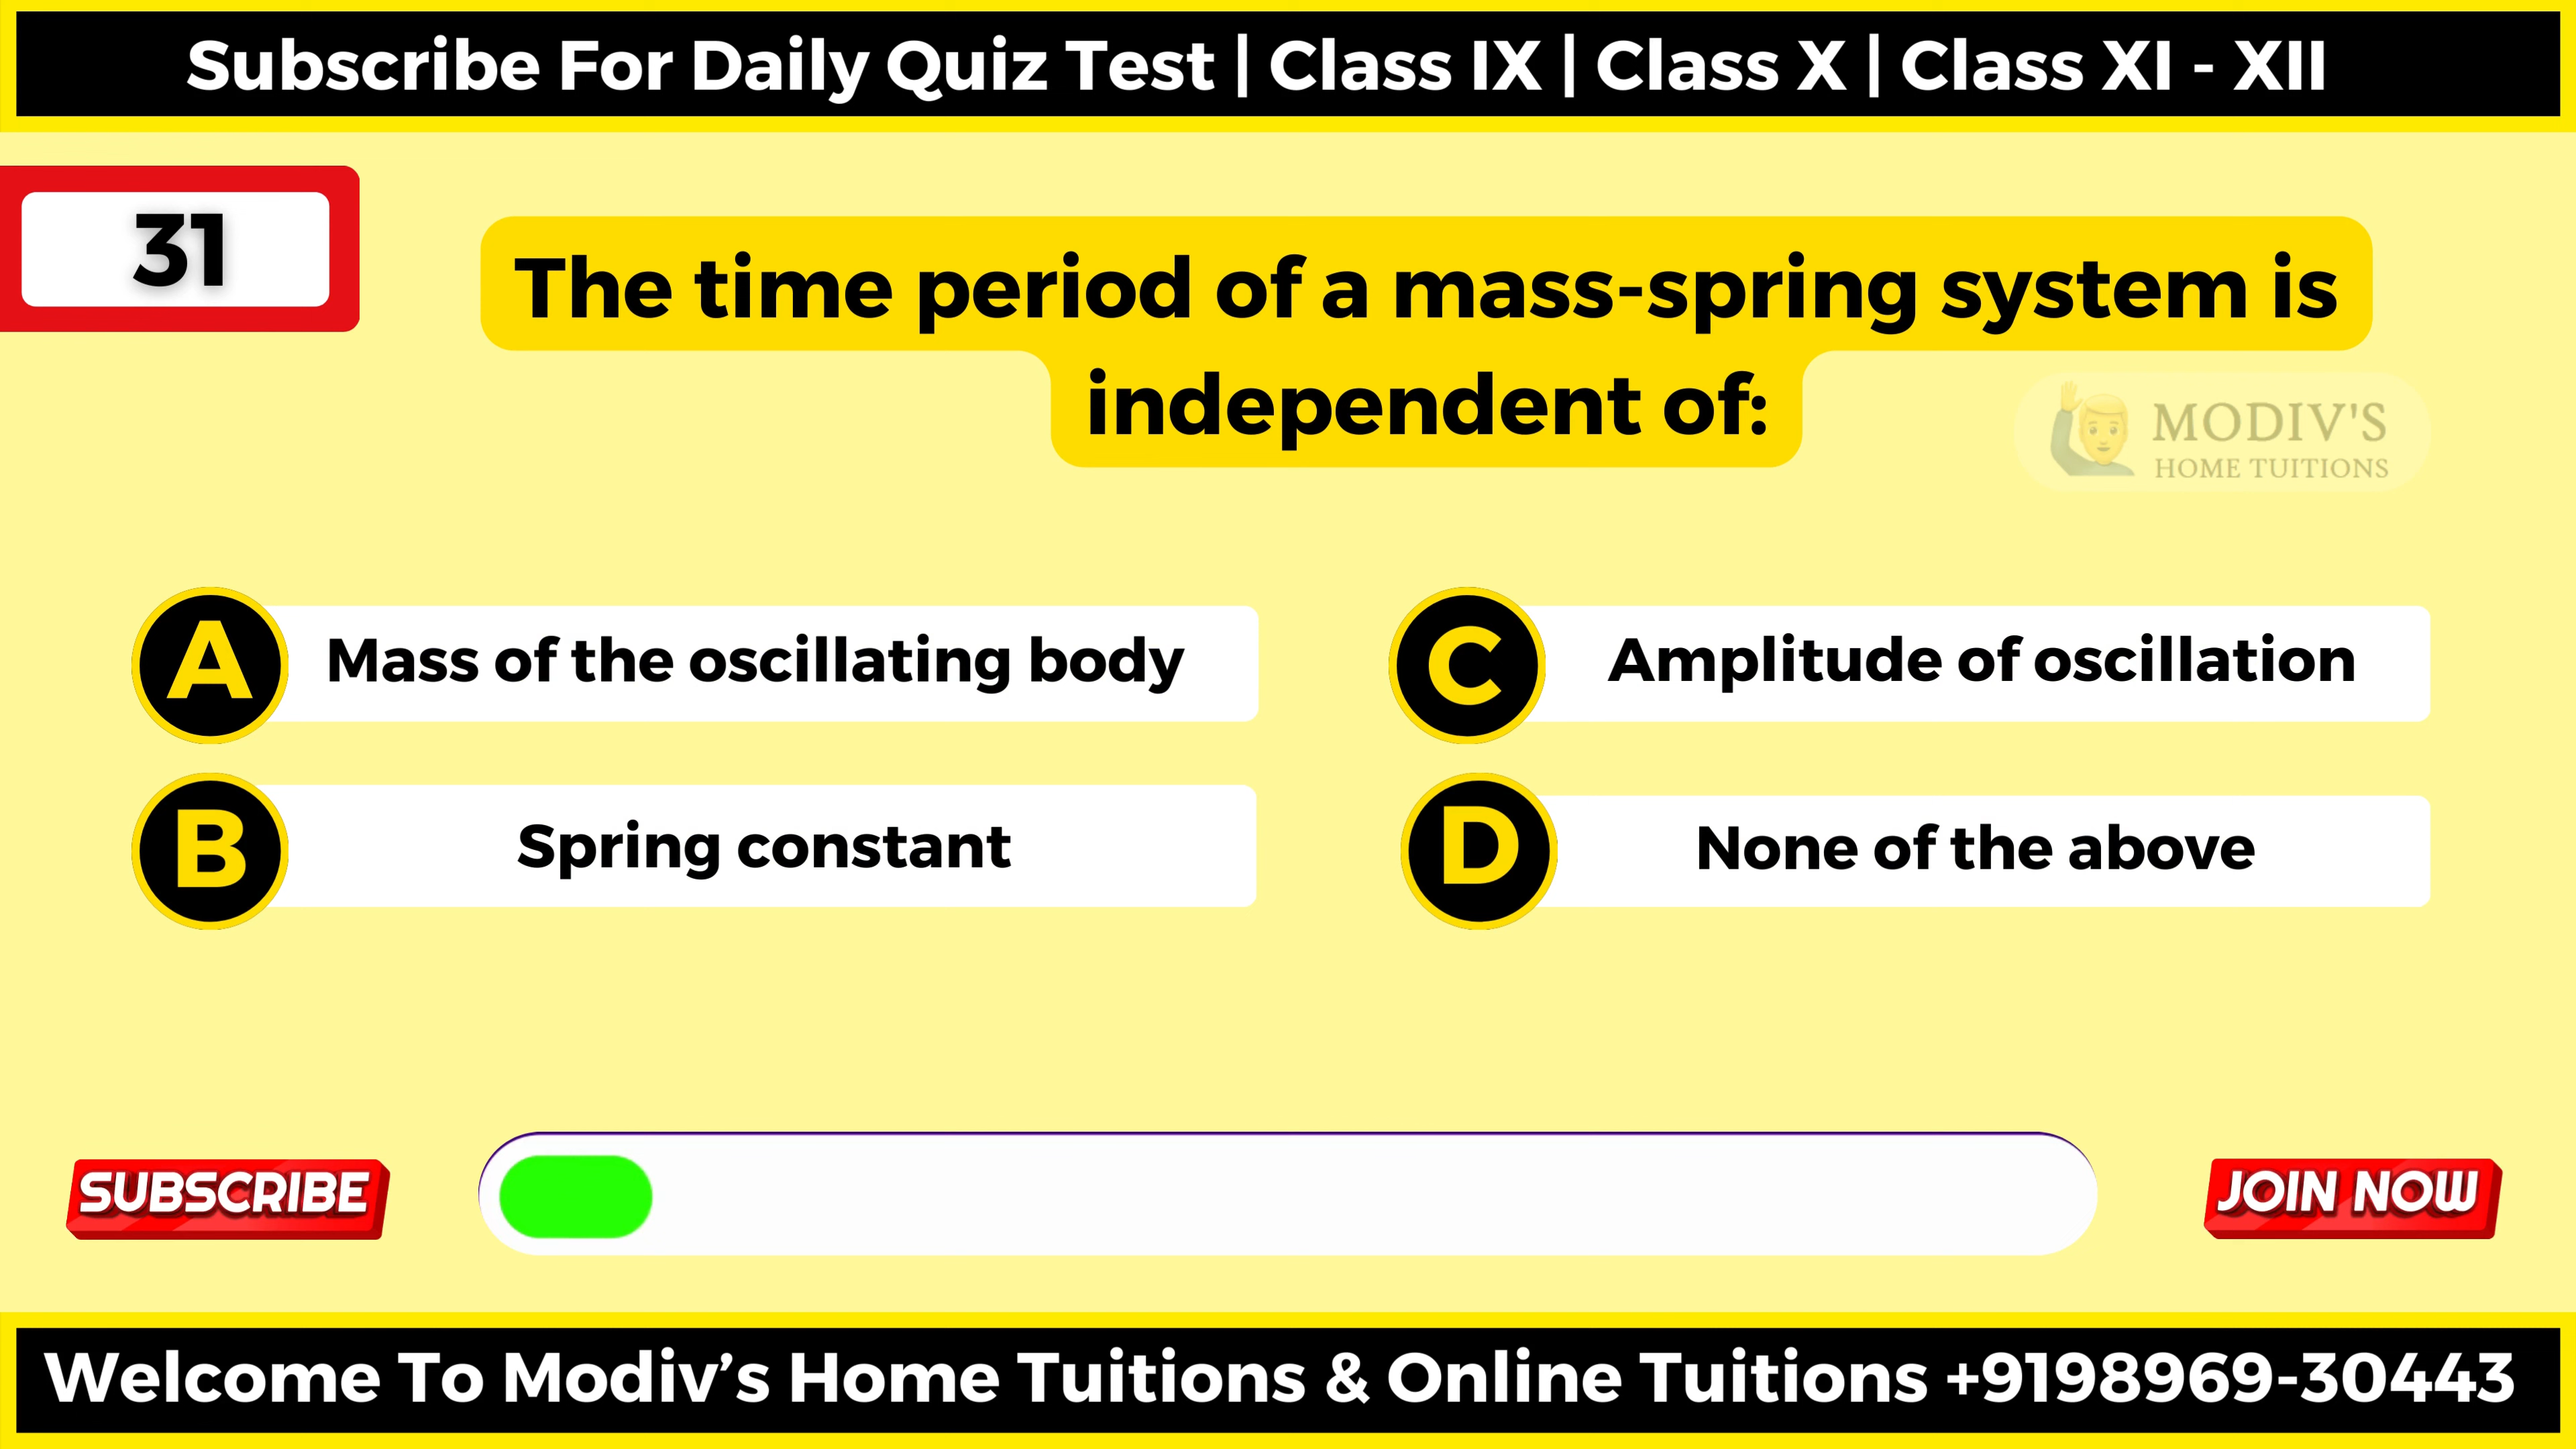 Subscribe For Daily Quiz Test | Class IX | Class X | Class XI - XII
31
The time period of a mass-spring system is
independent of:
MODIV'S
HOME TUITIONS
A Mass of the oscillating body
B Spring constant
C Amplitude of oscillation
D None of the above
SUBSCRIBE
JOIN NOW
Welcome To Modiv’s Home Tuitions & Online Tuitions +9198969-30443